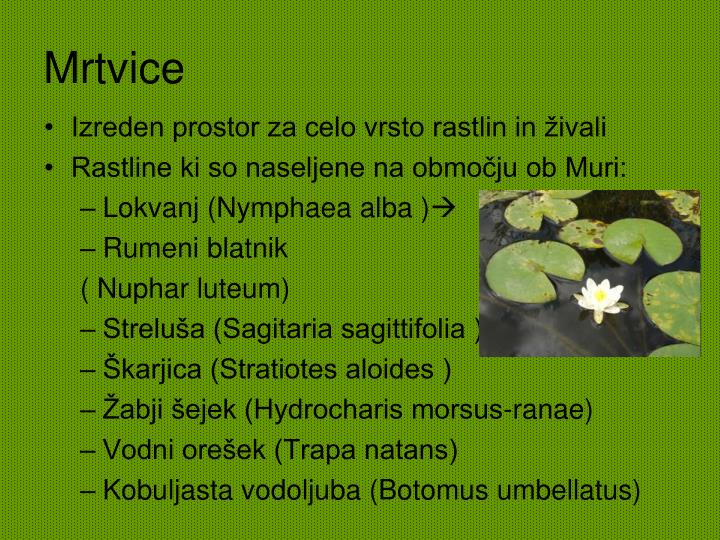 Mrtvice
• Izreden prostor za celo vrsto rastlin in živali
• Rastline ki so naseljene na območju ob Muri:
– Lokvanj (Nymphaea alba )→
– Rumeni blatnik
( Nuphar luteum)
– Streluša (Sagitaria sagittifolia )
– Škarjica (Stratiotes aloides )
– Žabji šejek (Hydrocharis morsus-ranae)
– Vodni orešek (Trapa natans)
– Kobuljasta vodoljuba (Botomus umbellatus)